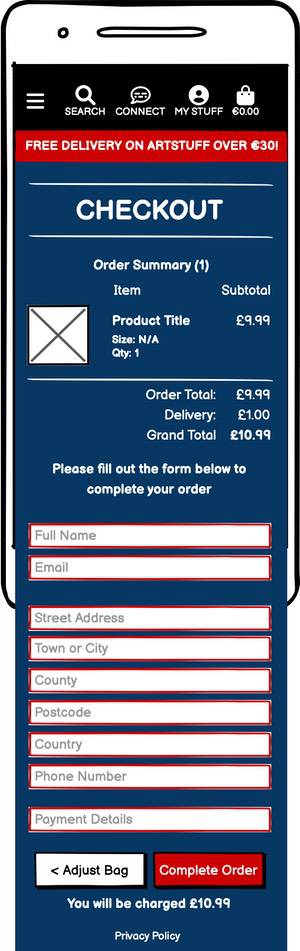 SEARCH CONNECT MY STUFF €0.00
FREE DELIVERY ON ARTSTUFF OVER €30!
CHECKOUT
Order Summary (1)
Item Subtotal
Product Title £9.99
Size: N/A
Qty: 1
Order Total: £9.99
Delivery: £1.00
Grand Total £10.99
Please fill out the form below to
complete your order
Full Name
Email
Street Address
Town or City
County
Postcode
Country
Phone Number
Payment Details
< Adjust Bag Complete Order
You will be charged £10.99
Privacy Policy